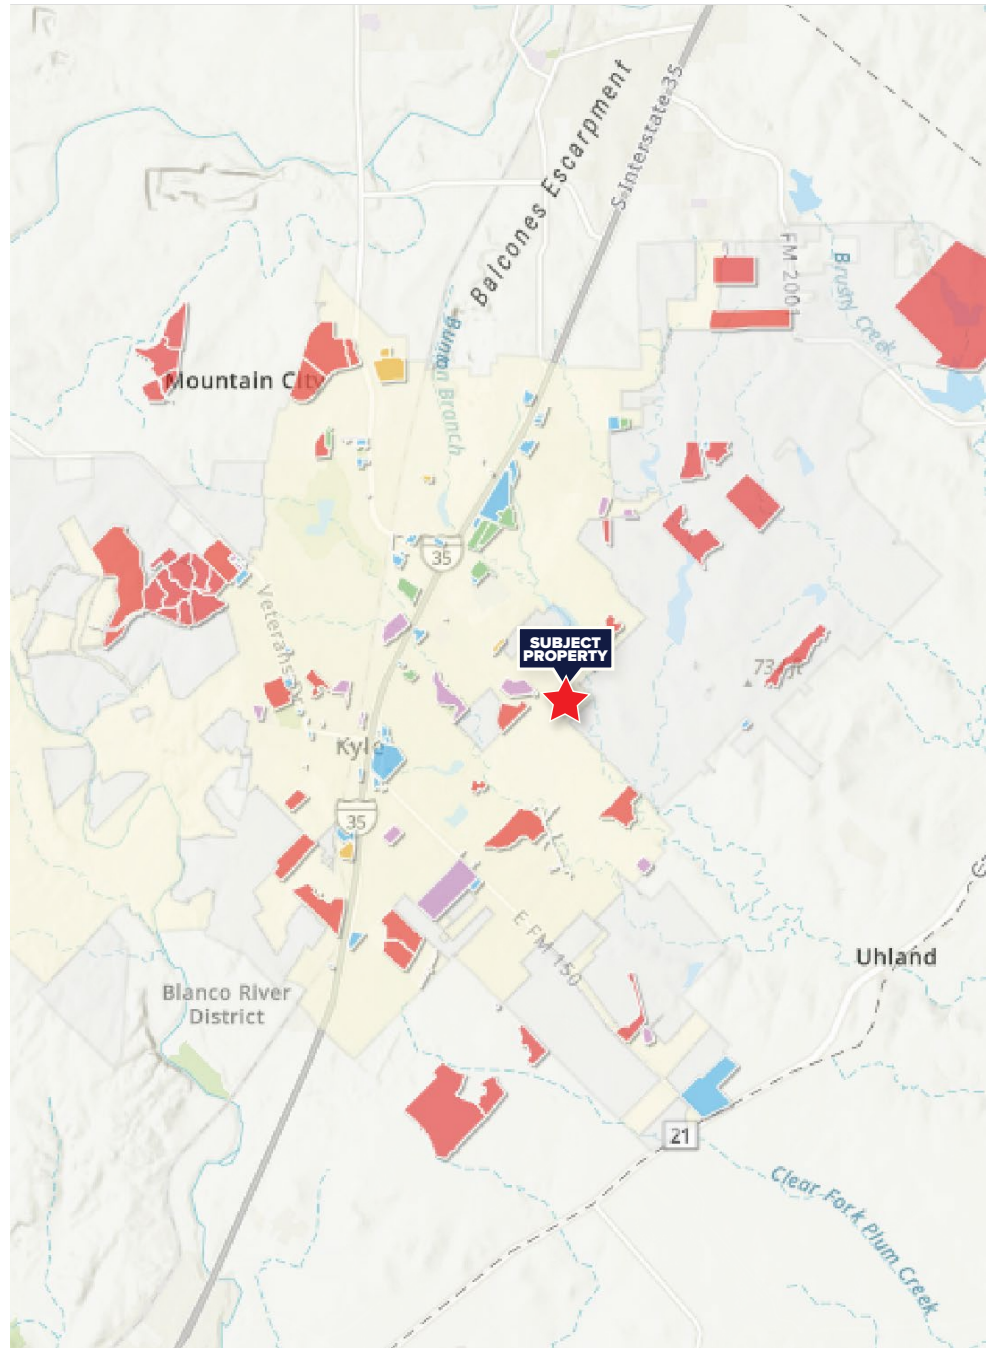 Balcones Escarpment
S Interstate 35
FM 2001
Brushy Creek
Mountain City
Branch
35
Veterans Dr
SUBJECT
PROPERTY
Kyle
35
E FM 150
Uhland
Blanco River
District
21
Clear Fork Plum Creek